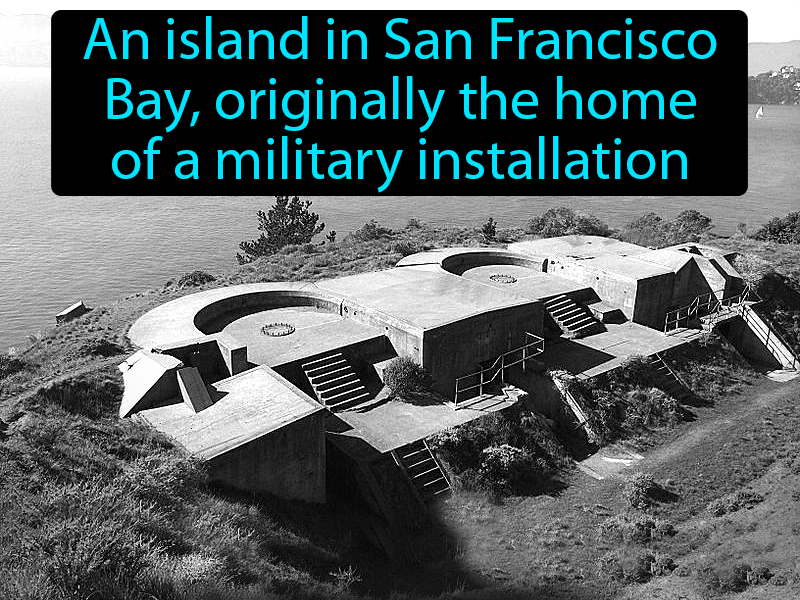 An island in San Francisco
Bay, originally the home
of a military installation